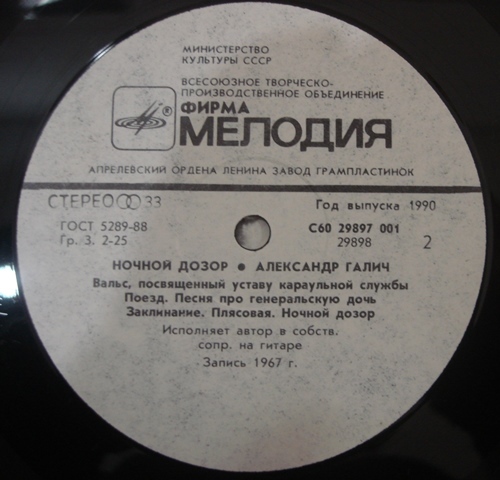 МИНИСТЕРСТВО
КУЛЬТУРЫ СССР
ВСЕСОЮЗНОЕ ТВОРЧЕСКО-
ПРОИЗВОДСТВЕННОЕ ОБЪЕДИНЕНИЕ
ФИРМА
МЕЛОДИЯ
®
АПРЕЛЕВСКИЙ ОРДЕНА ЛЕНИНА ЗАВОД ГРАМПЛАСТИНОК
СТЕРЕО 33
Год выпуска 1990
ГОСТ 5289-88
Гр. 3. 2-25
С60 29897 001
29898
2
НОЧНОЙ ДОЗОР ● АЛЕКСАНДР ГАЛИЧ
Вальс, посвященный уставу караульной службы
Поезд. Песня про генеральскую дочь
Заклинание. Плясовая. Ночной дозор
Исполняет автор в собств.
сопр. на гитаре
Запись 1967 г.